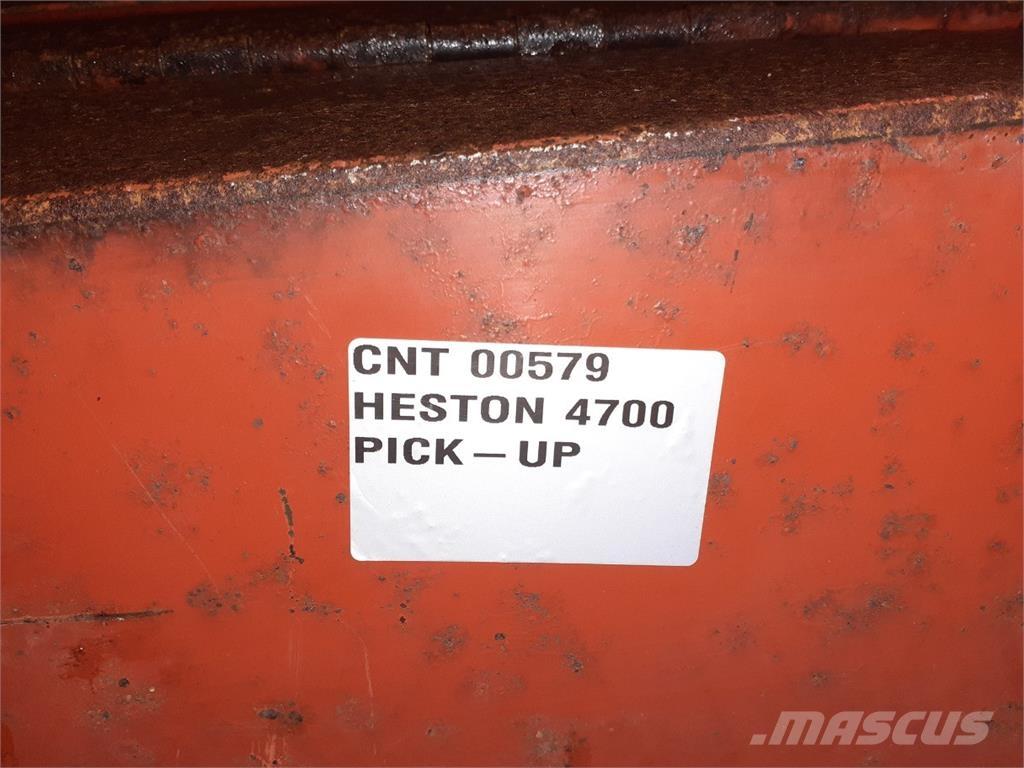 CNT 00579
HESTON 4700
PICK – UP
MASCUS